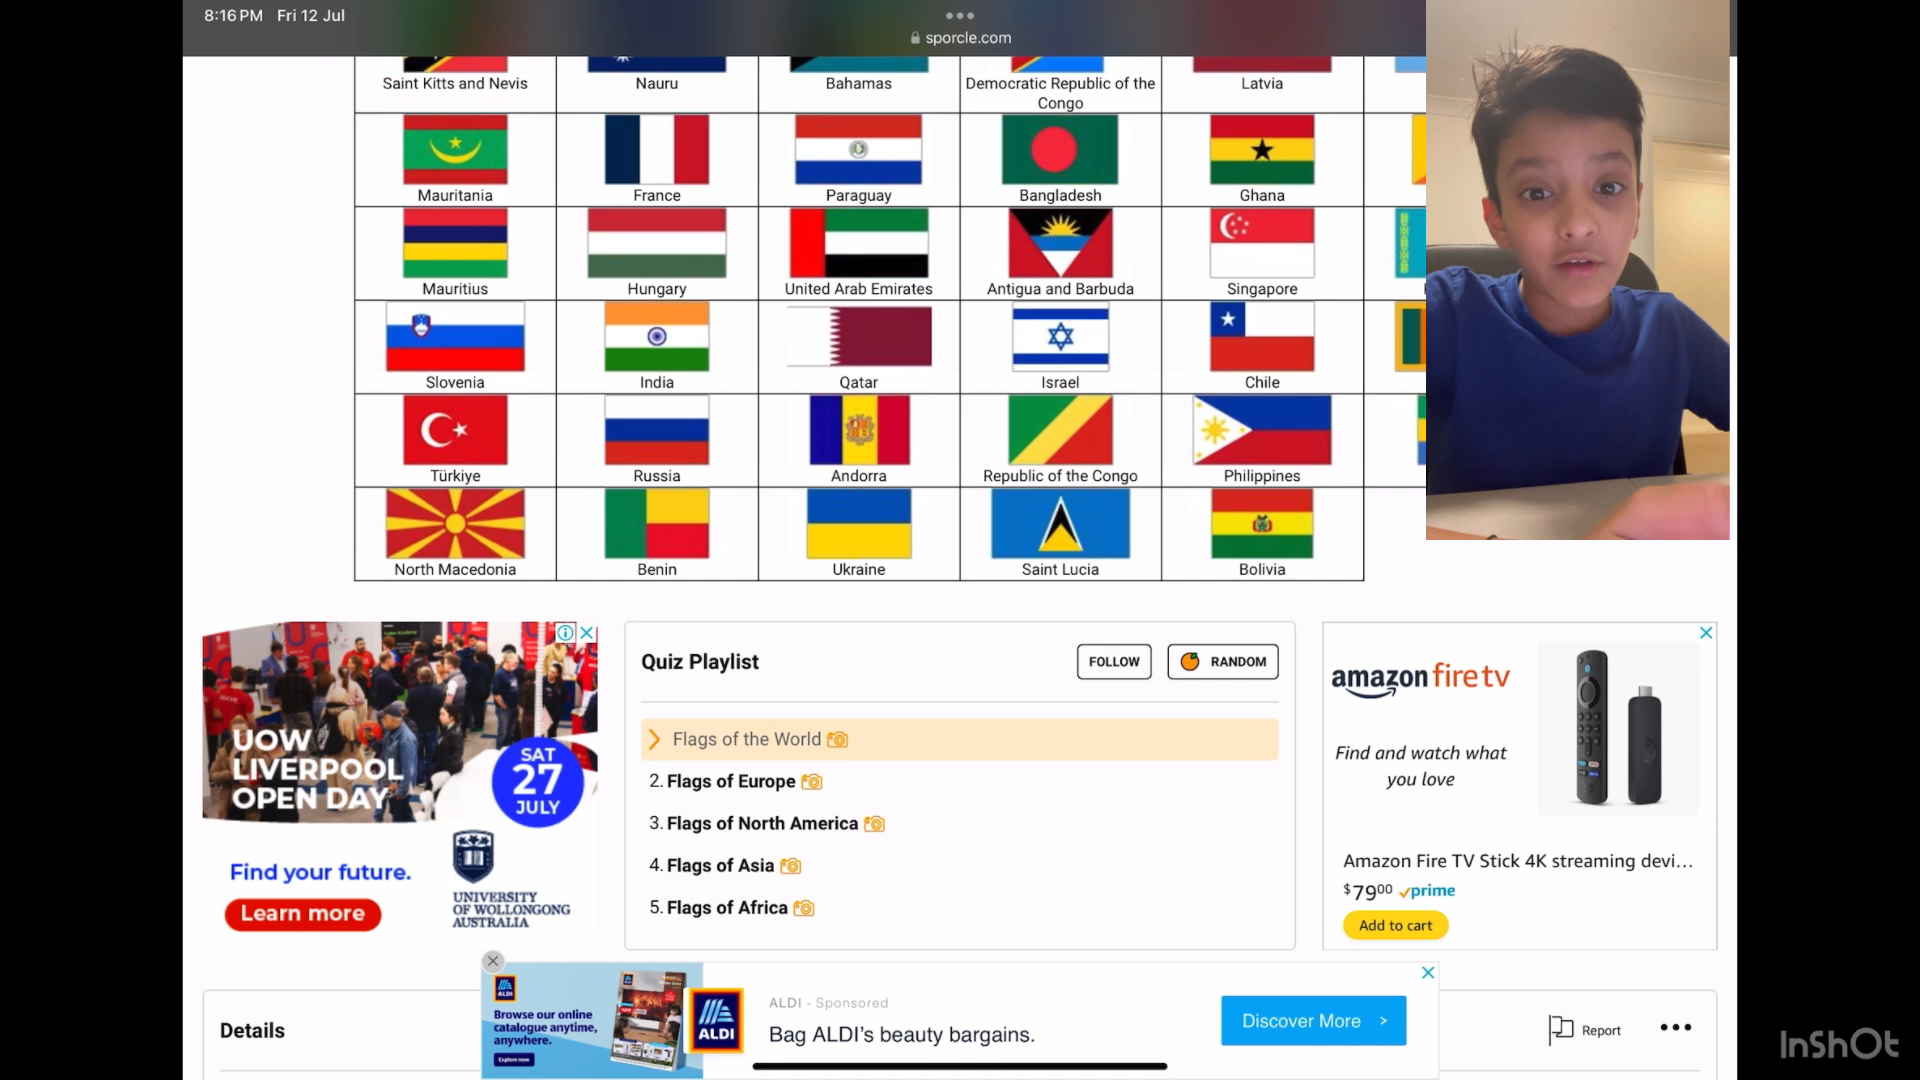 8:16 PM Fri 12 Jul
sporcle.com
Saint Kitts and Nevis
Nauru
Bahamas
Democratic Republic of the
Congo
Latvia
Mauritania
France
Paraguay
Bangladesh
Ghana
Mauritius
Hungary
United Arab Emirates
Antigua and Barbuda
Singapore
Slovenia
India
Qatar
Israel
Chile
Türkiye
Russia
Andorra
Republic of the Congo
Philippines
North Macedonia
Benin
Ukraine
Saint Lucia
Bolivia
UOW
LIVERPOOL
OPEN DAY
SAT
27
JULY
Find your future.
Learn more
UNIVERSITY
OF WOLLONGONG
AUSTRALIA
Quiz Playlist
FOLLOW
RANDOM
Flags of the World
2. Flags of Europe
3. Flags of North America
4. Flags of Asia
5. Flags of Africa
amazon fire tv
Find and watch what
you love
Amazon Fire TV Stick 4K streaming devi...
$7900 prime
Add to cart
Details
ALDI
Browse our online
catalogue anytime,
anywhere.
Explore now
ALDI
ALDI - Sponsored
Bag ALDI's beauty bargains.
Discover More >
Report
InShOt